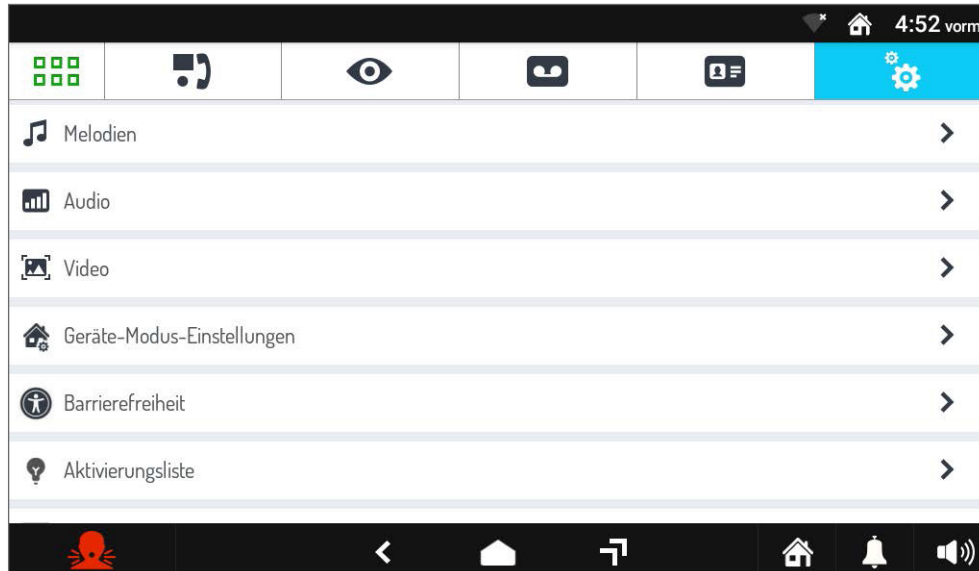 4:52 vorm
Melodien
Audio
Video
Geräte-Modus-Einstellungen
Barrierefreiheit
Aktivierungsliste